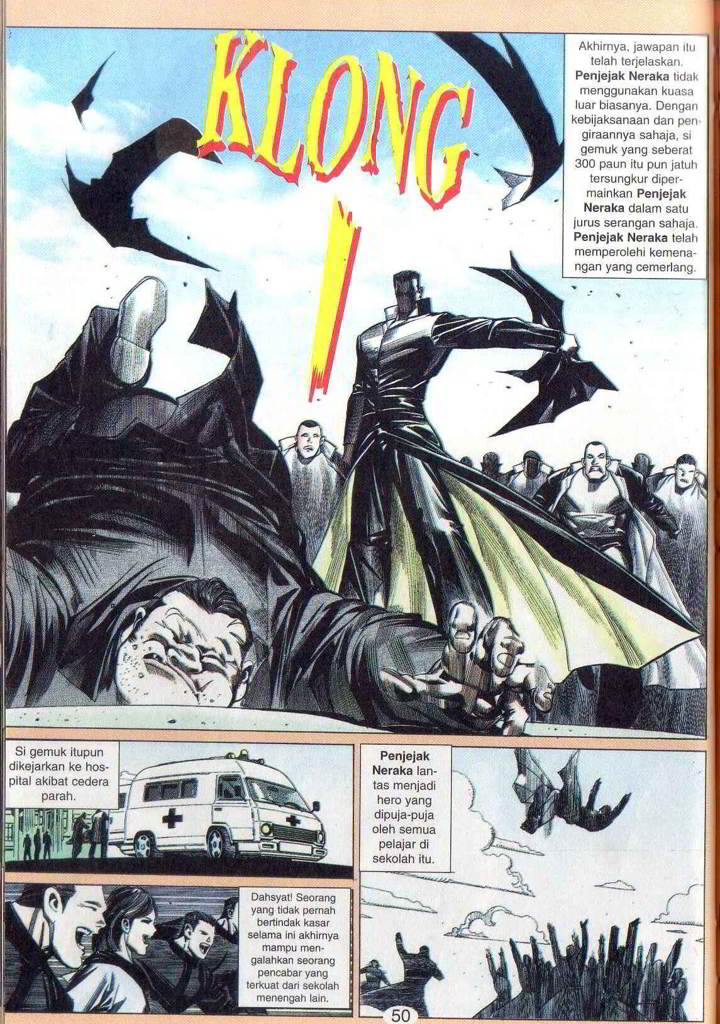 KLONG
!
Akhirnya, jawapan itu
telah terjelaskan.
Penjejak Neraka tidak
menggunakan kuasa
luar biasanya. Dengan
kebijaksanaan dan pen-
giraannya sahaja, si
gemuk yang seberat
300 paun itu pun jatuh
tersungkur diper-
mainkan Penjejak
Neraka dalam satu
jurus serangan sahaja.
Penjejak Neraka telah
memperolehi kemena-
ngan yang cemerlang.
Si gemuk itupun
dikejarkan ke hos-
pital akibat cedera
parah.
Penjejak
Neraka lan-
tas menjadi
hero yang
dipuja-puja
oleh semua
pelajar di
sekolah itu.
Dahsyat! Seorang
yang tidak pernah
bertindak kasar
selama ini akhirnya
mampu men-
galahkan seorang
pencabar yang
terkuat dari sekolah
menengah lain.
50